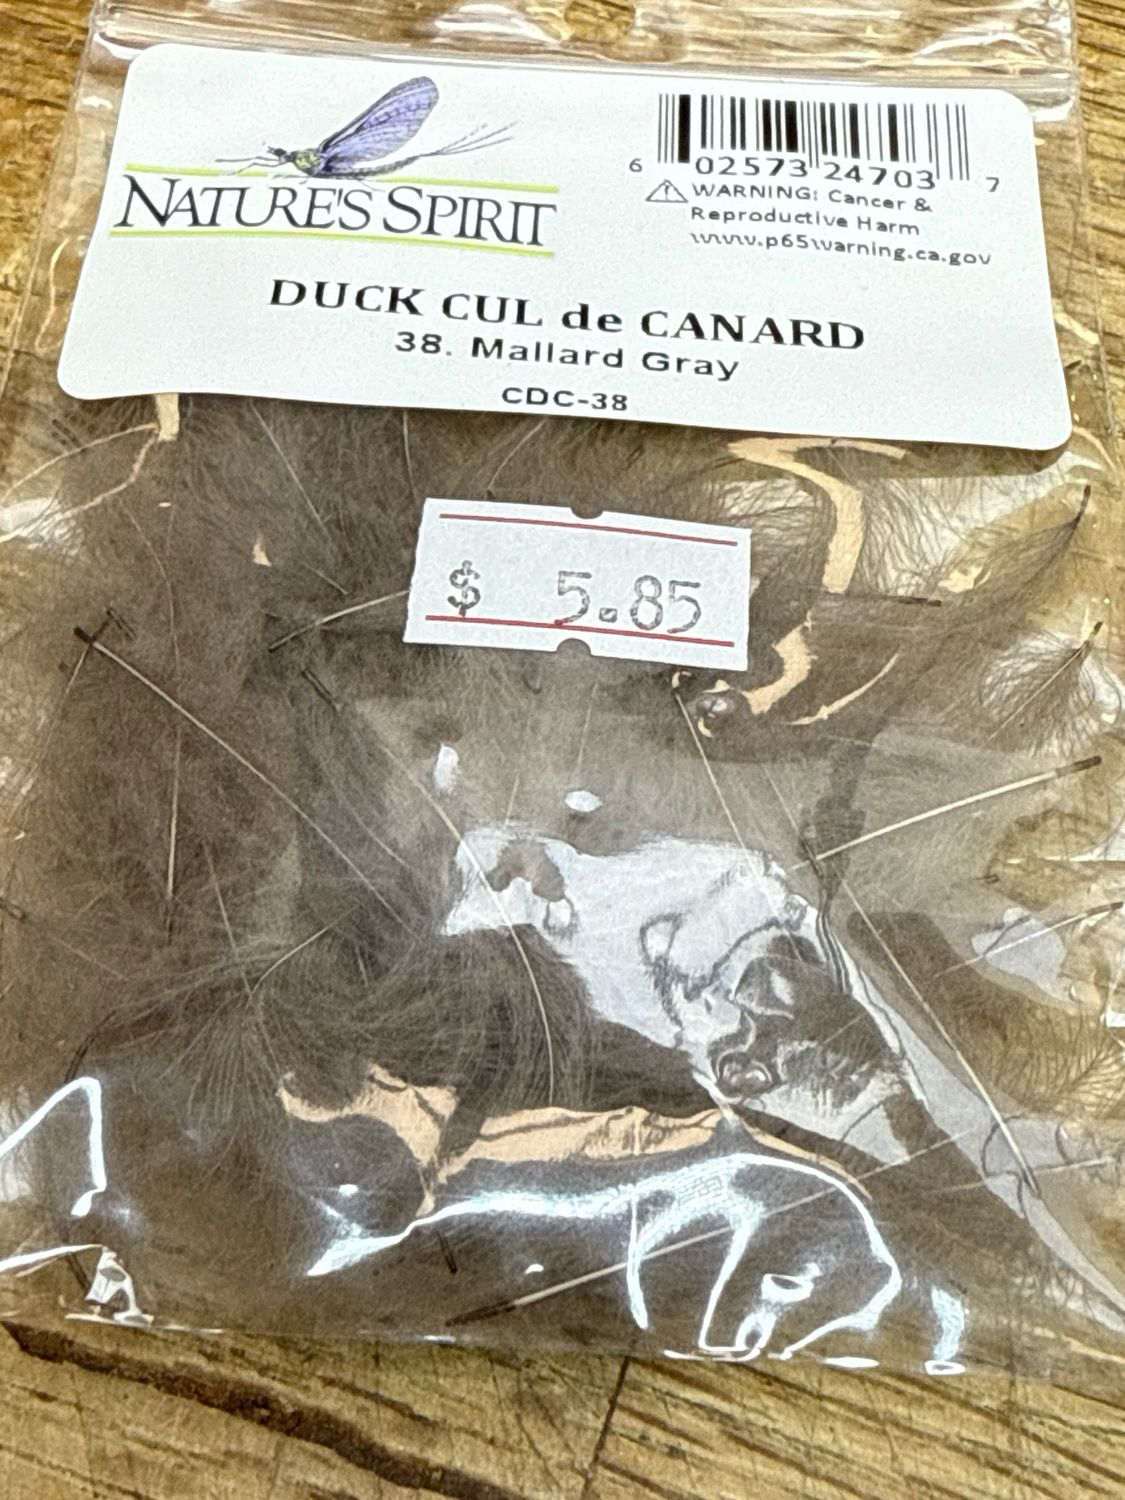 NATURE'S SPIRIT
6 02573 24703 7
⚠ WARNING: Cancer &
Reproductive Harm
www.p65warning.ca.gov
DUCK CUL de CANARD
38. Mallard Gray
CDC-38
$ 5.85